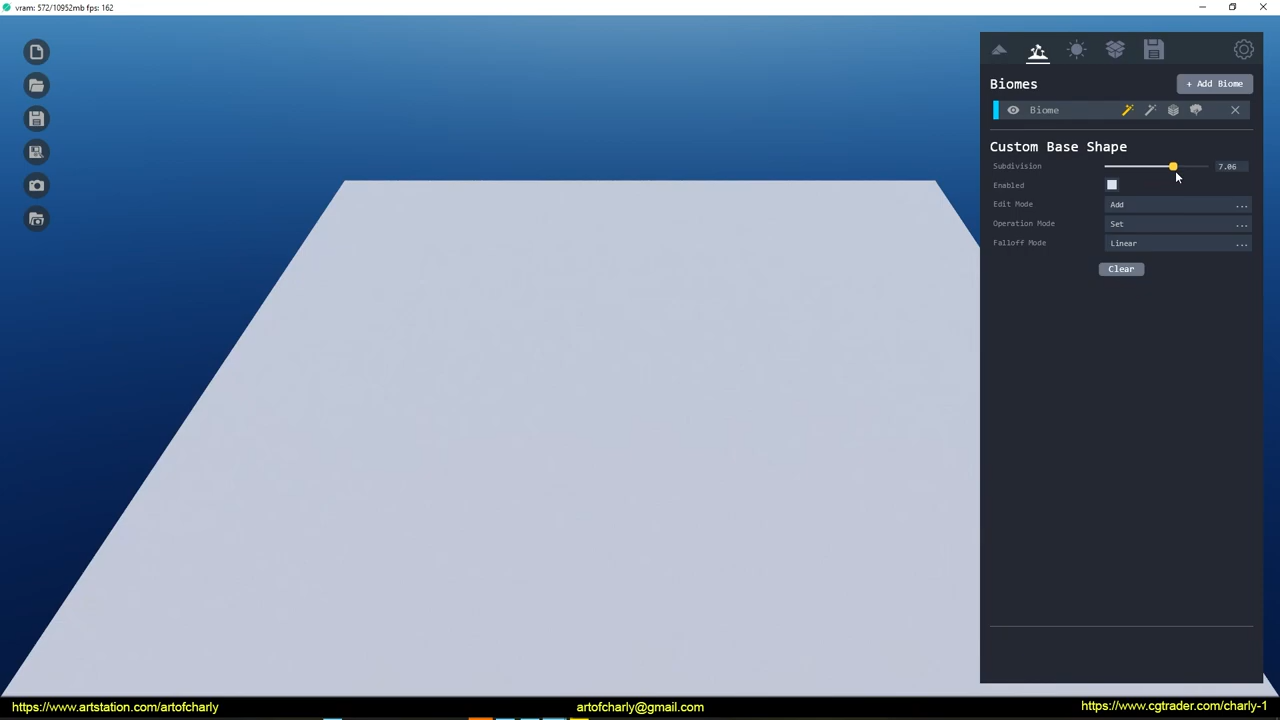 vram: 572/10952mb fps: 162
Biomes
+ Add Biome
Biome
Custom Base Shape
Subdivision 7.06
Enabled
Edit Mode Add ...
Operation Mode Set ...
Falloff Mode Linear ...
Clear
https://www.artstation.com/artofcharly
artofcharly@gmail.com
https://www.cgtrader.com/charly-1